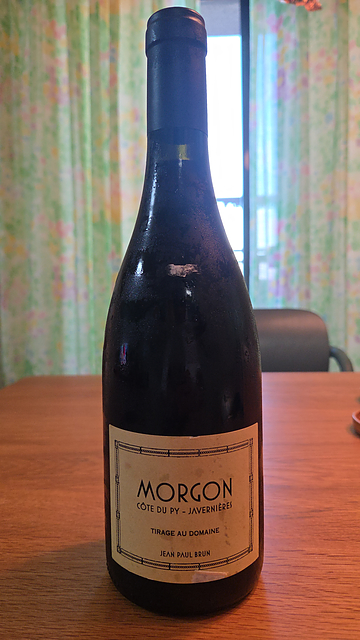 MORGON
CÔTE DU PY - JAVERNIÈRES
TIRAGE AU DOMAINE
JEAN PAUL BRUN